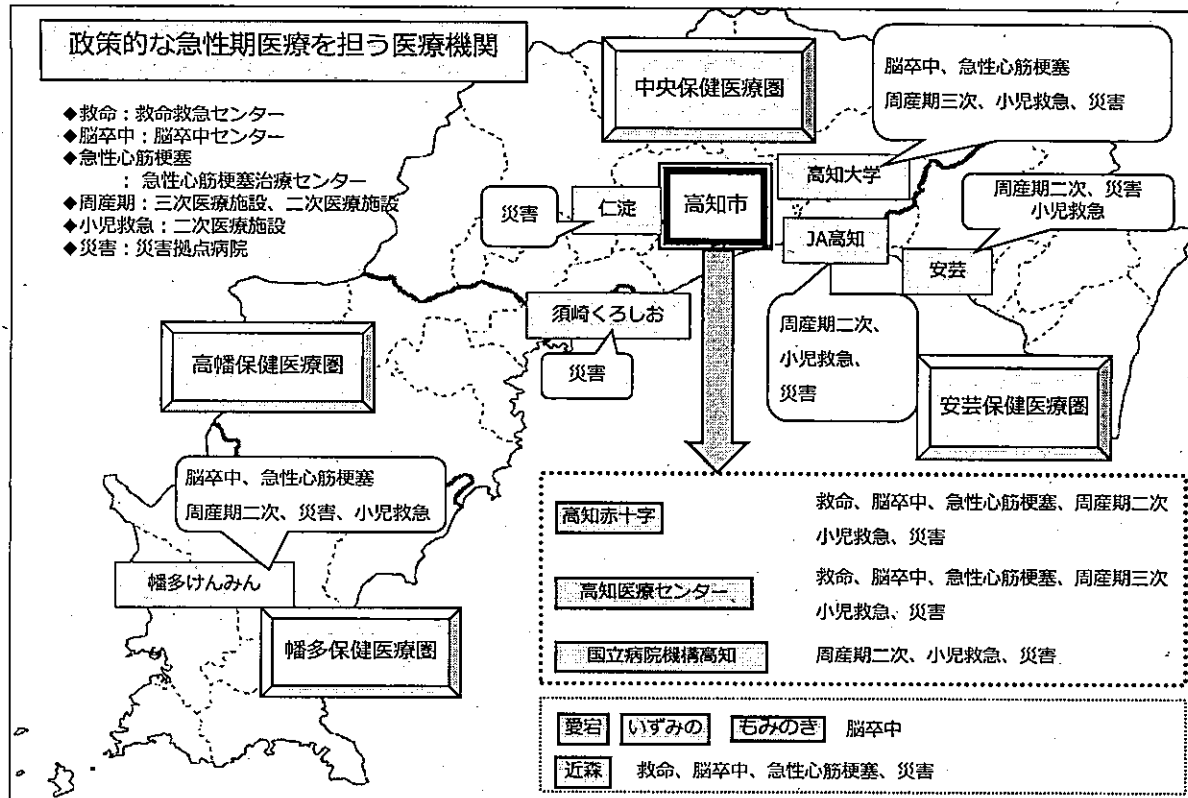 政策的な急性期医療を担う医療機関
◆救命：救命救急センター
◆脳卒中：脳卒中センター
◆急性心筋梗塞
：急性心筋梗塞治療センター
◆周産期：三次医療施設、二次医療施設
◆小児救急：二次医療施設
◆災害：災害拠点病院
中央保健医療圏
脳卒中、急性心筋梗塞
周産期三次、小児救急、災害
高知大学
災害
仁淀
高知市
周産期二次、災害
小児救急
JA高知
安芸
須崎くろしお
災害
周産期二次、
小児救急、
災害
高幡保健医療圏
安芸保健医療圏
脳卒中、急性心筋梗塞
周産期二次、災害、小児救急
幡多けんみん
幡多保健医療圏
高知赤十字 救命、脳卒中、急性心筋梗塞、周産期二次
小児救急、災害
高知医療センター 救命、脳卒中、急性心筋梗塞、周産期三次
小児救急、災害
国立病院機構高知 周産期二次、小児救急、災害
愛宕 いずみの もみのき 脳卒中
近森 救命、脳卒中、急性心筋梗塞、災害